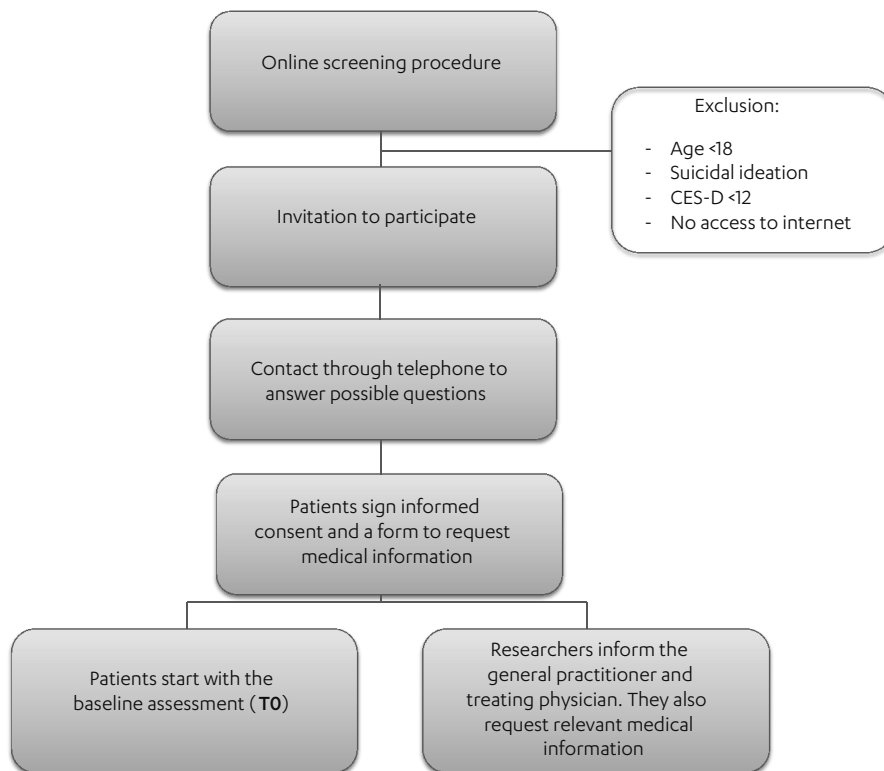 Online screening procedure
Exclusion:
- Age <18
- Suicidal ideation
- CES-D <12
- No access to internet
Invitation to participate
Contact through telephone to
answer possible questions
Patients sign informed
consent and a form to request
medical information
Patients start with the
baseline assessment (T0)
Researchers inform the
general practitioner and
treating physician. They also
request relevant medical
information